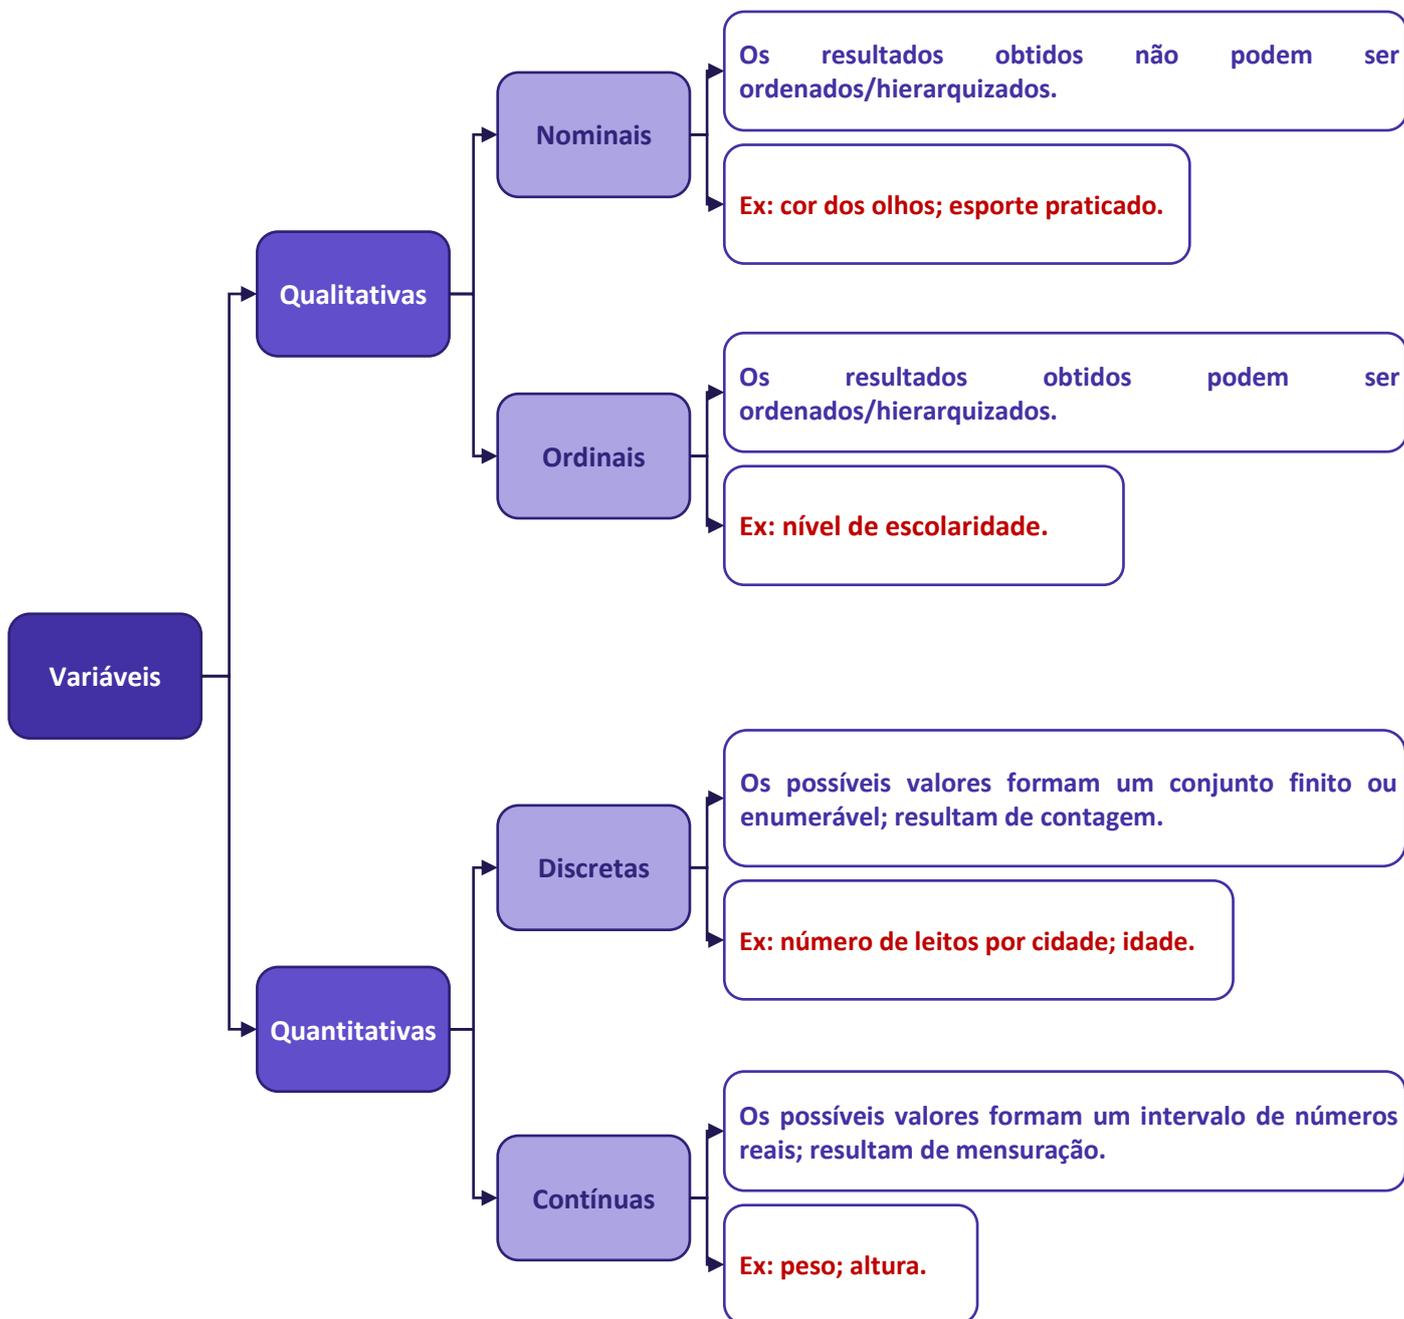 Os resultados obtidos não podem ser
ordenados/hierarquizados.
Nominais
Ex: cor dos olhos; esporte praticado.
Qualitativas
Os resultados obtidos podem ser
ordenados/hierarquizados.
Ordinais
Ex: nível de escolaridade.
Variáveis
Os possíveis valores formam um conjunto finito ou
enumerável; resultam de contagem.
Discretas
Ex: número de leitos por cidade; idade.
Quantitativas
Os possíveis valores formam um intervalo de números
reais; resultam de mensuração.
Contínuas
Ex: peso; altura.